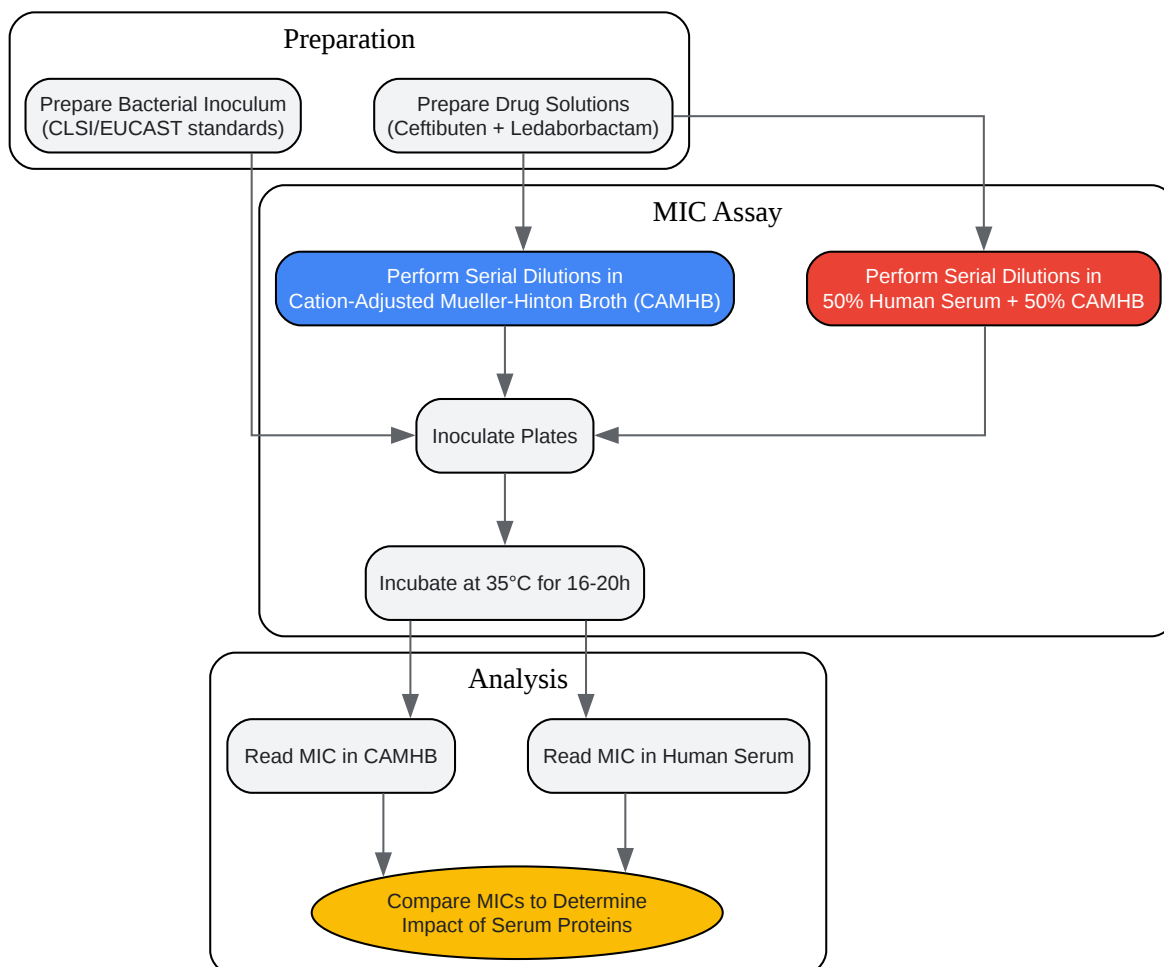 Preparation
Prepare Bacterial Inoculum
(CLSI/EUCAST standards)
Prepare Drug Solutions
(Ceftibuten + Ledaborbactam)
MIC Assay
Perform Serial Dilutions in
Cation-Adjusted Mueller-Hinton Broth (CAMHB)
Perform Serial Dilutions in
50% Human Serum + 50% CAMHB
Inoculate Plates
Incubate at 35°C for 16-20h
Analysis
Read MIC in CAMHB
Read MIC in Human Serum
Compare MICs to Determine
Impact of Serum Proteins